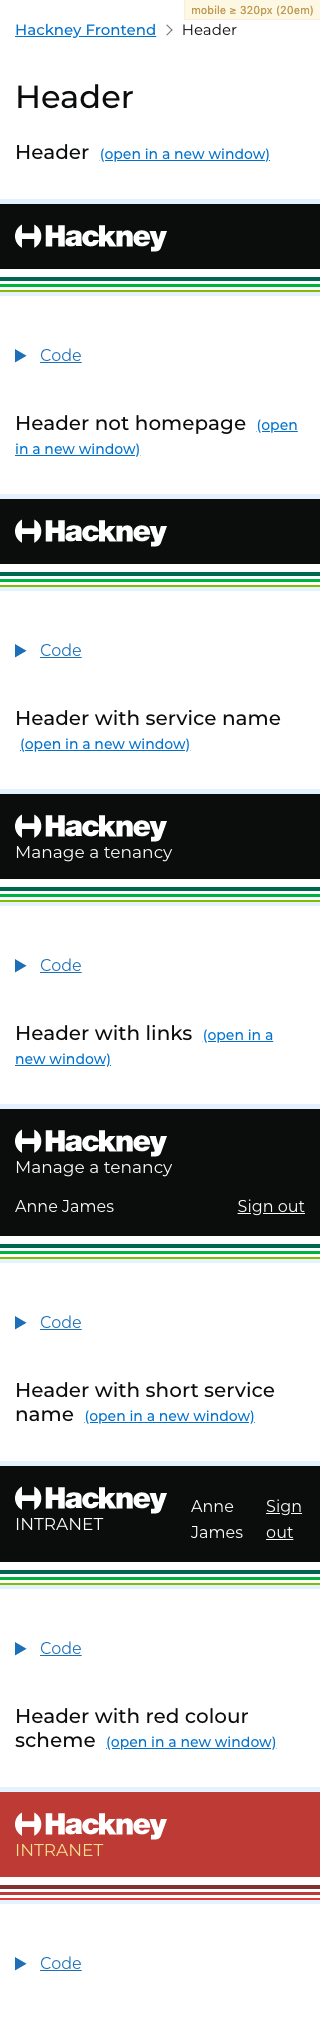 mobile ≥ 320px (20em)
Hackney Frontend > Header
Header
Header (open in a new window)
Hackney
Code
Header not homepage (open
in a new window)
Hackney
Code
Header with service name
(open in a new window)
Hackney
Manage a tenancy
Code
Header with links (open in a
new window)
Hackney
Manage a tenancy
Anne James Sign out
Code
Header with short service
name (open in a new window)
Hackney
INTRANET
Anne
James
Sign
out
Code
Header with red colour
scheme (open in a new window)
Hackney
INTRANET
Code